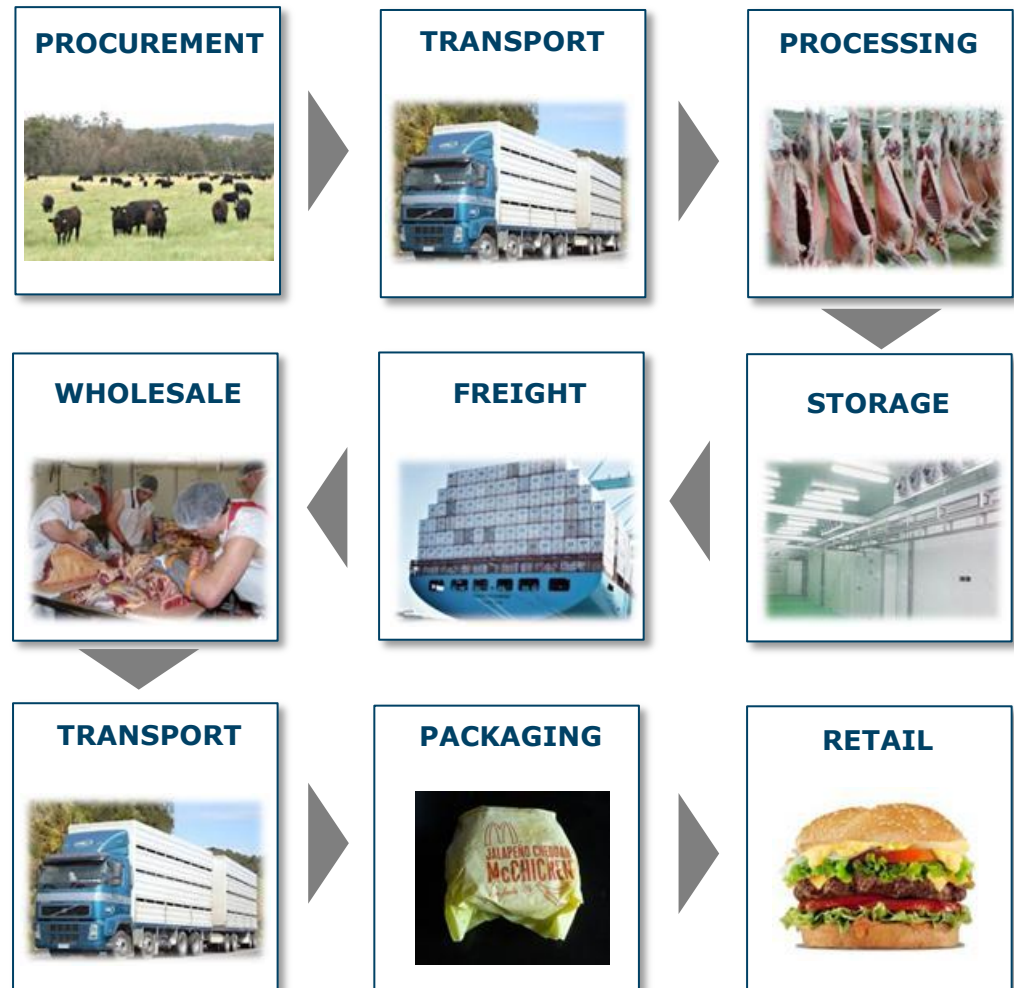 PROCUREMENT
TRANSPORT
PROCESSING
WHOLESALE
FREIGHT
STORAGE
TRANSPORT
PACKAGING
JALAPEÑO CHEDDAR
McCHICKEN
RETAIL